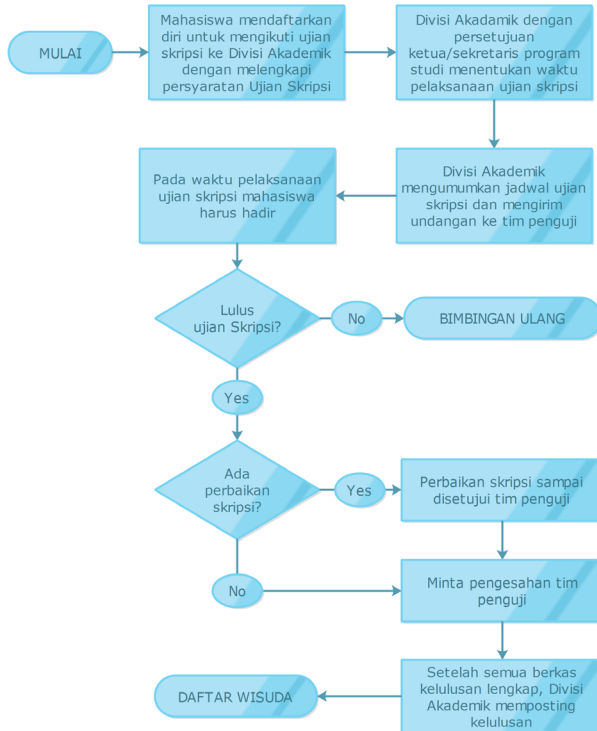 MULAI
Mahasiswa mendaftarkan
diri untuk mengikuti ujian
skripsi ke Divisi Akademik
dengan melengkapi
persyaratan Ujian Skripsi
Divisi Akadamik dengan
persetujuan
ketua/sekretaris program
studi menentukan waktu
pelaksanaan ujian skripsi
Divisi Akademik
mengumumkan jadwal ujian
skripsi dan mengirim
undangan ke tim penguji
Pada waktu pelaksanaan
ujian skripsi mahasiswa
harus hadir
Lulus
ujian Skripsi?
No
BIMBINGAN ULANG
Yes
Ada
perbaikan
skripsi?
Yes
Perbaikan skripsi sampai
disetujui tim penguji
No
Minta pengesahan tim
penguji
Setelah semua berkas
kelulusan lengkap, Divisi
Akademik memposting
kelulusan
DAFTAR WISUDA